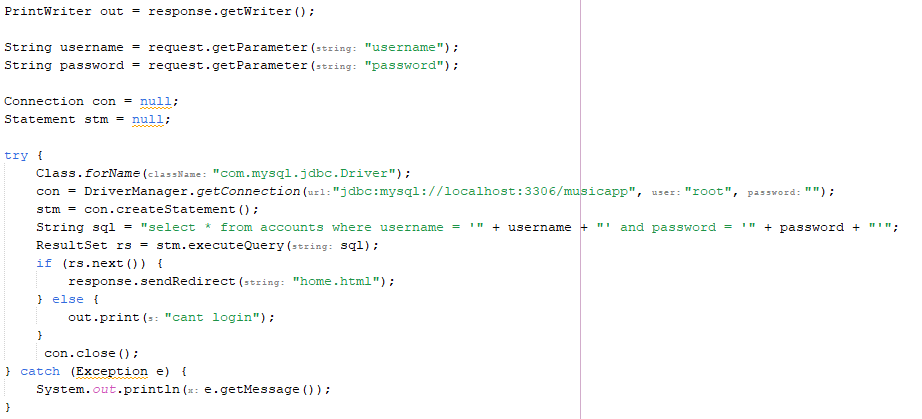 PrintWriter out = response.getWriter();
String username = request.getParameter(string: "username");
String password = request.getParameter(string: "password");
Connection con = null;
Statement stm = null;
try {
Class.forName(className: "com.mysql.jdbc.Driver");
con = DriverManager.getConnection(url:"jdbc:mysql://localhost:3306/musicapp", user: "root", password: "");
stm = con.createStatement();
String sql = "select * from accounts where username = '" + username + "' and password = '" + password + "'";
ResultSet rs = stm.executeQuery(string: sql);
if (rs.next()) {
response.sendRedirect(string: "home.html");
} else {
out.print(s: "cant login");
}
con.close();
} catch (Exception e) {
System.out.println(x: e.getMessage());
}